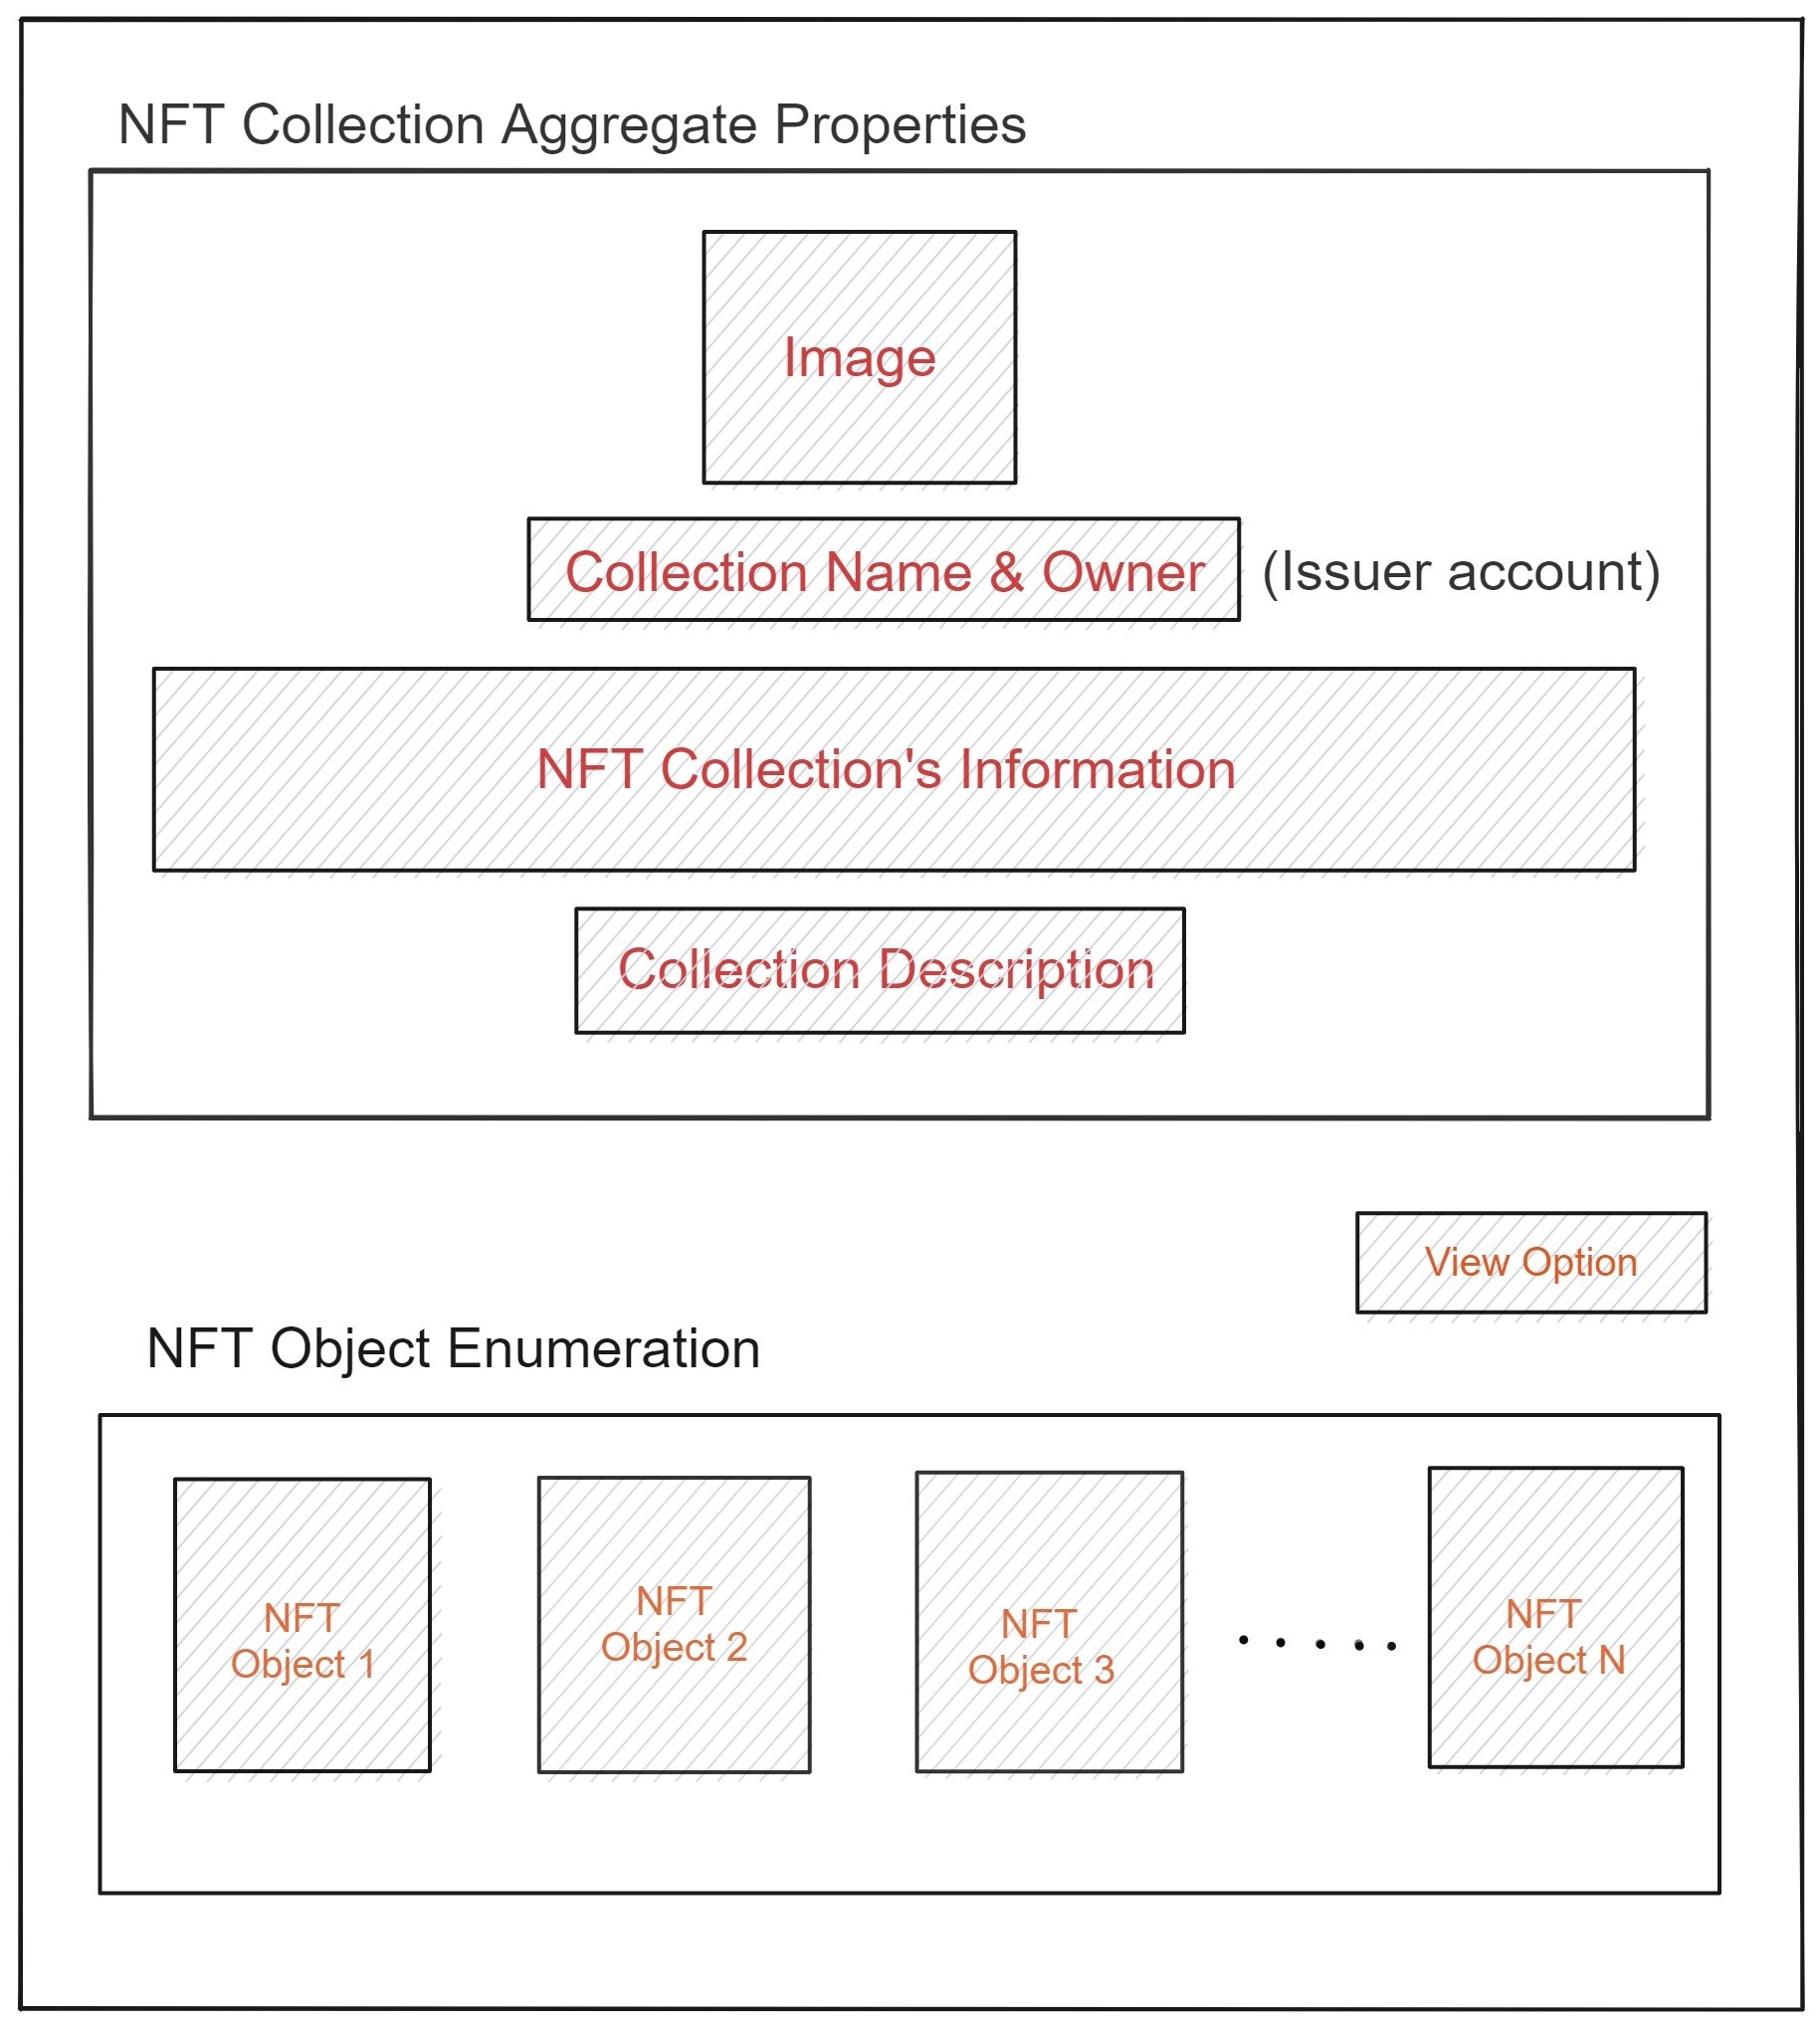 NFT Collection Aggregate Properties
Image
Collection Name & Owner (Issuer account)
NFT Collection's Information
Collection Description
View Option
NFT Object Enumeration
NFT
Object 1
NFT
Object 2
NFT
Object 3
NFT
Object N